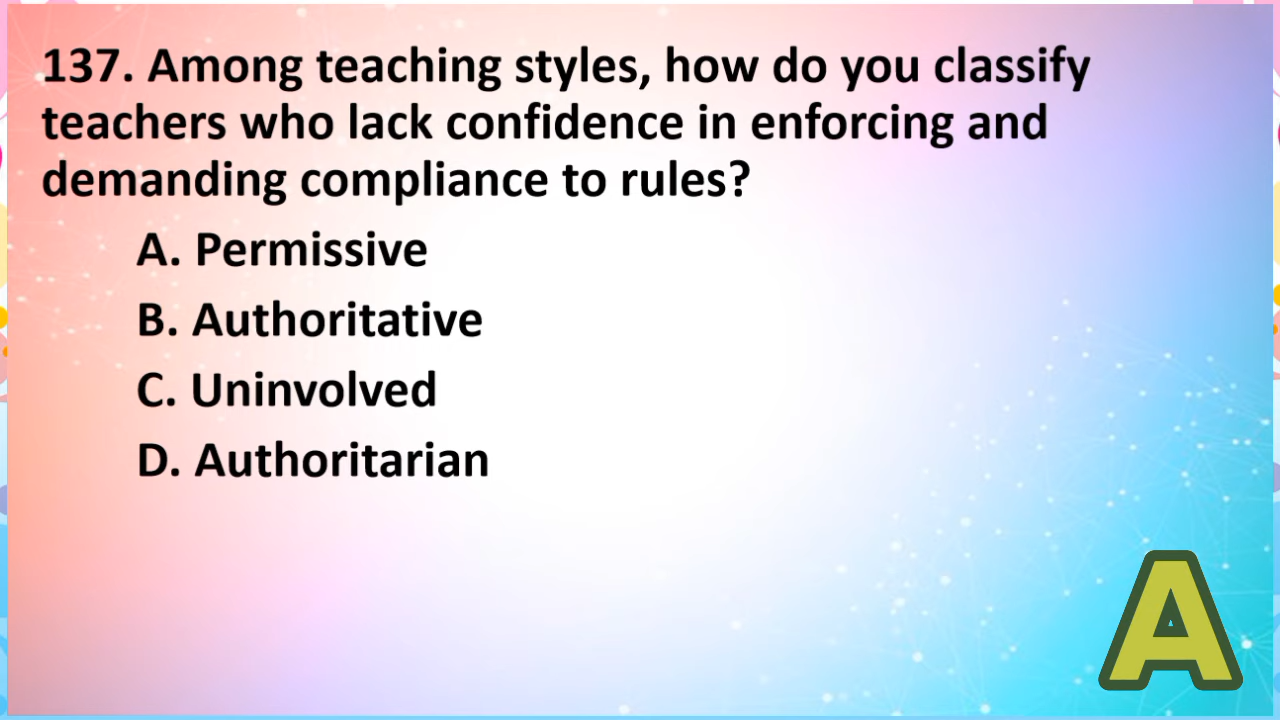 137. Among teaching styles, how do you classify
teachers who lack confidence in enforcing and
demanding compliance to rules?
A. Permissive
B. Authoritative
C. Uninvolved
D. Authoritarian
A